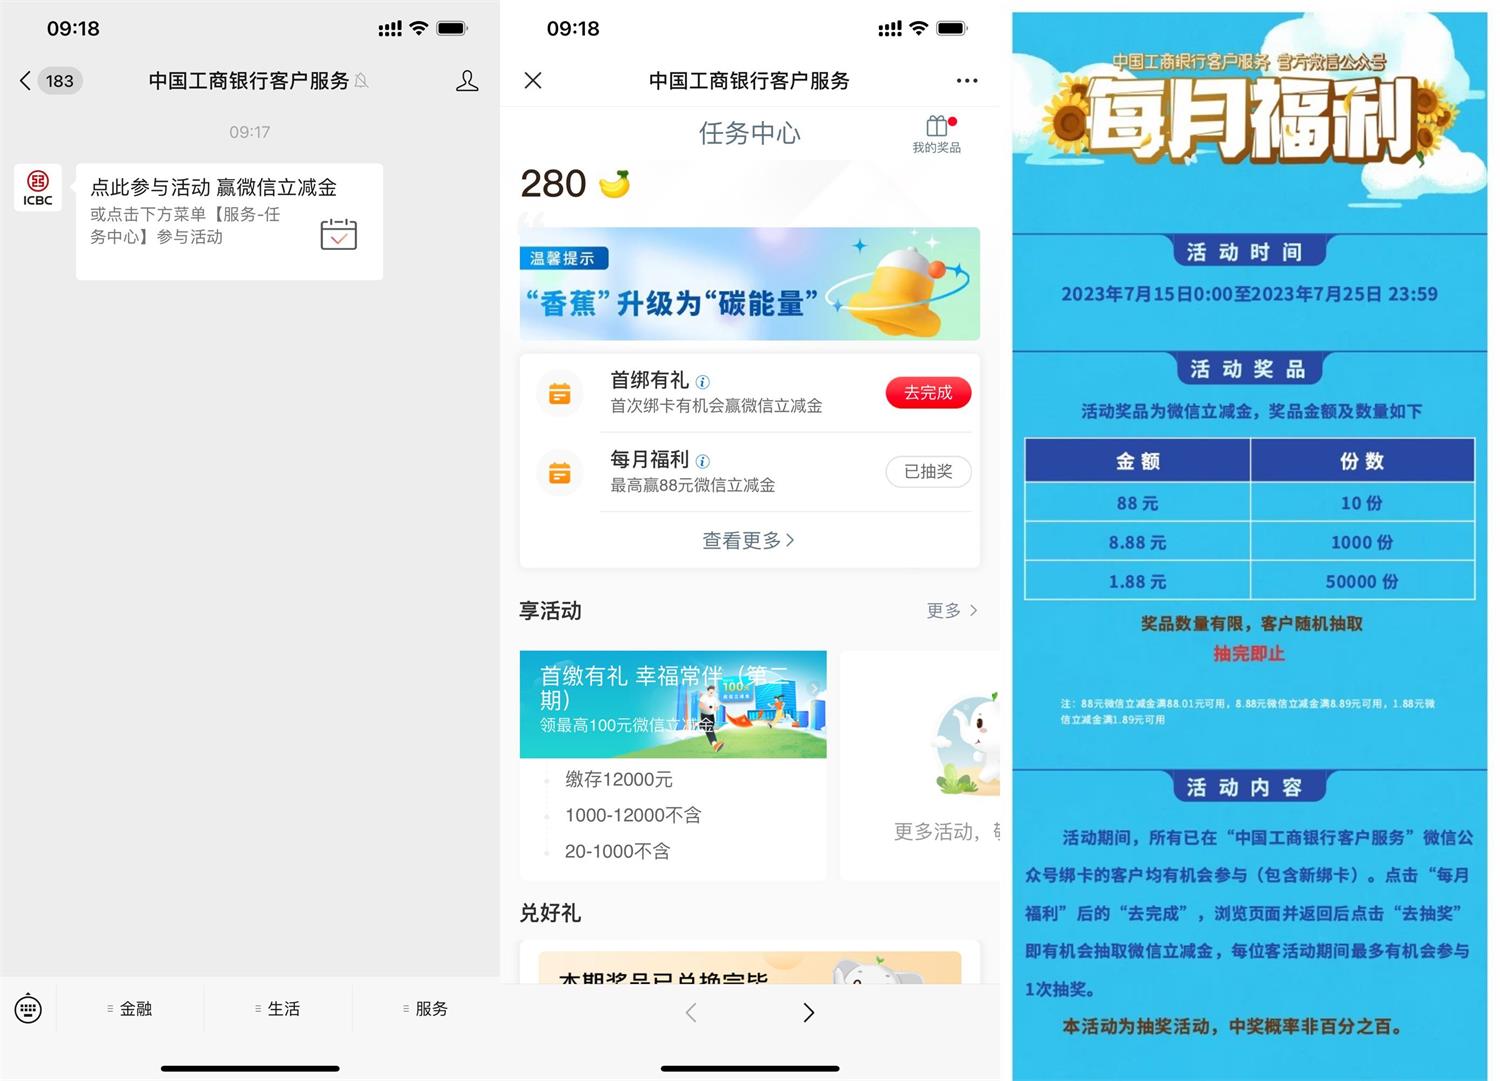 09:18
183
中国工商银行客户服务
09:17
ICBC
点此参与活动 赢微信立减金
或点击下方菜单【服务-任
务中心】参与活动
金融
生活
服务
09:18
中国工商银行客户服务
任务中心
我的奖品
280
温馨提示
“香蕉”升级为“碳能量”
首绑有礼
首次绑卡有机会赢微信立减金
去完成
每月福利
最高赢88元微信立减金
已抽奖
查看更多
享活动
更多
首缴有礼 幸福常伴（第二
期）
领最高100元微信立减金
100元
缴存12000元
1000-12000不含
20-1000不含
更多活动，
兑好礼
本期奖品已兑换完毕
中国工商银行客户服务 官方微信公众号
每月福利
活动时间
2023年7月15日0:00至2023年7月25日 23:59
活动奖品
活动奖品为微信立减金，奖品金额及数量如下
金额 份数
88 元 10 份
8.88 元 1000 份
1.88 元 50000 份
奖品数量有限，客户随机抽取
抽完即止
注：88元微信立减金满88.01元可用，8.88元微信立减金满8.89元可用，1.88元微
信立减金满1.89元可用
活动内容
活动期间，所有已在“中国工商银行客户服务”微信公
众号绑卡的客户均有机会参与（包含新绑卡）。点击“每月
福利”后的“去完成”，浏览页面并返回后点击“去抽奖”
即有机会抽取微信立减金，每位客活动期间最多有机会参与
1次抽奖。
本活动为抽奖活动，中奖概率非百分之百。